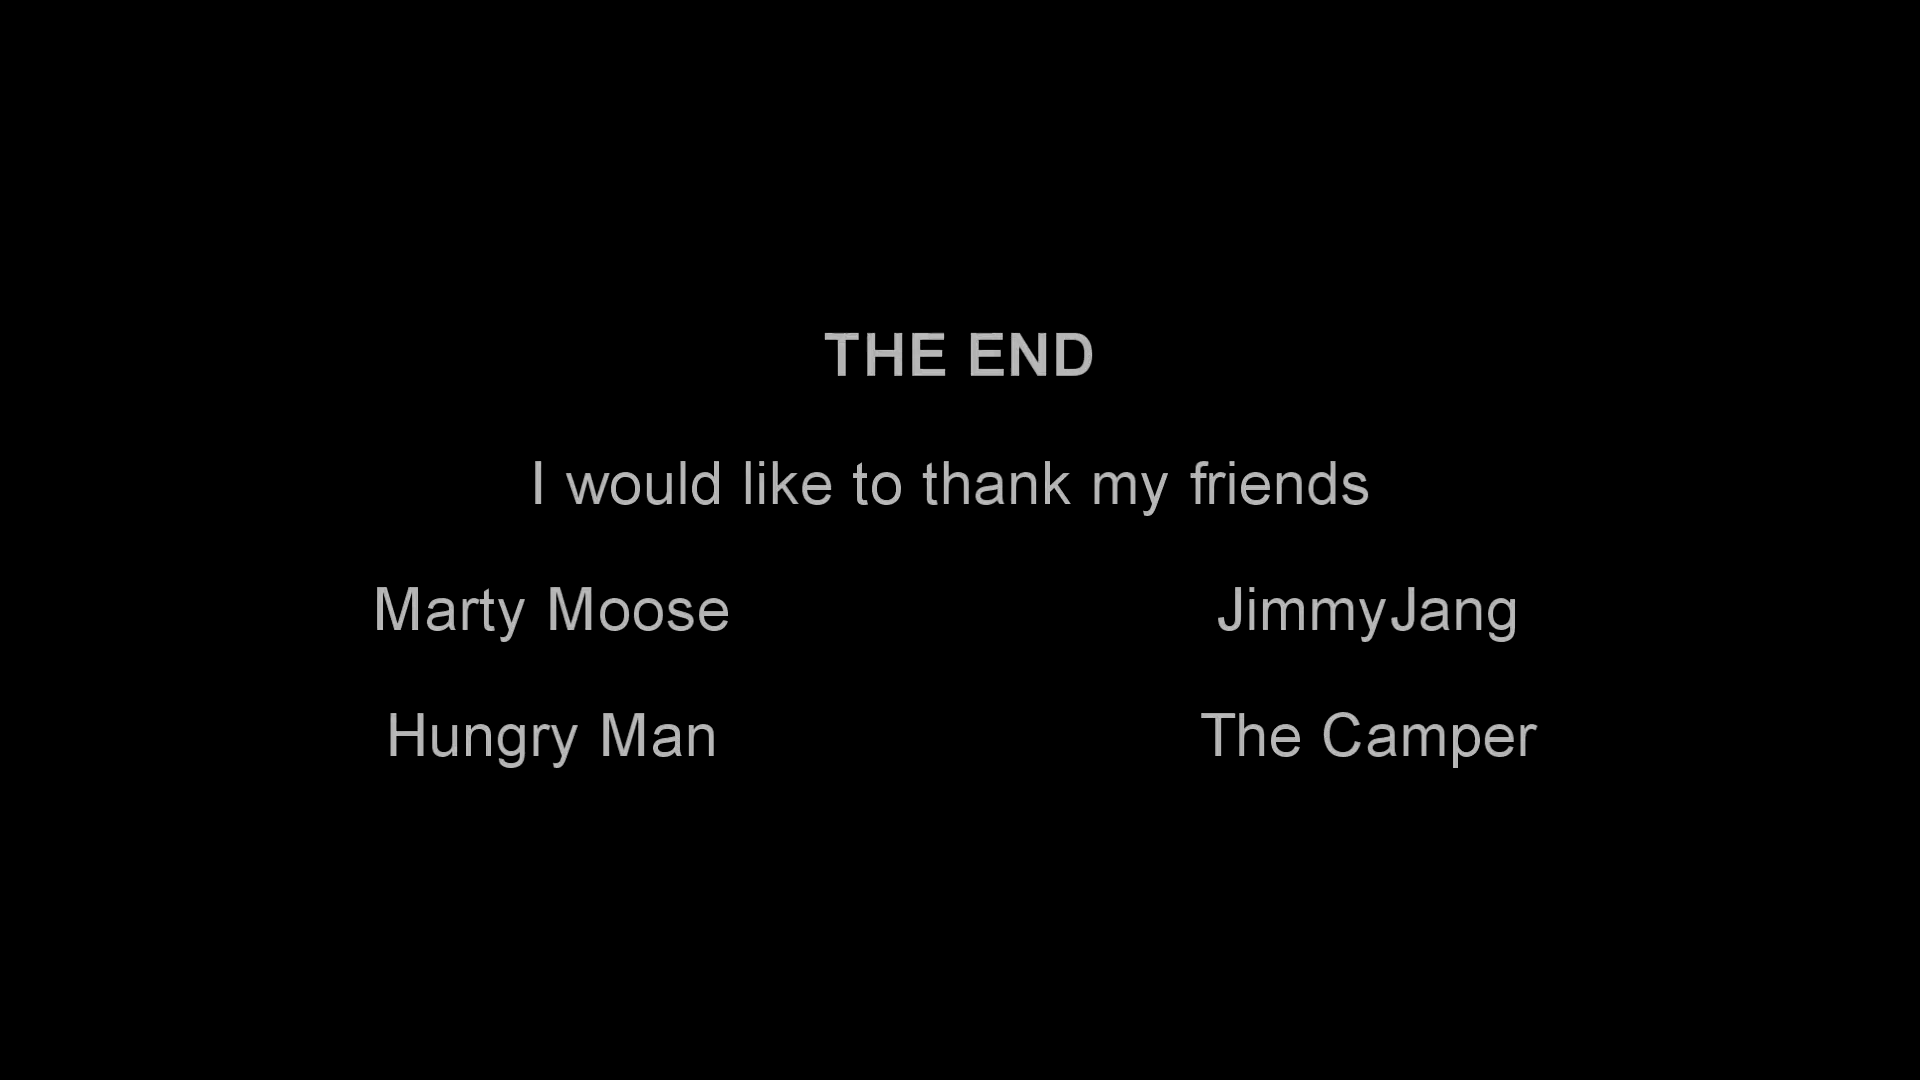 THE END
I would like to thank my friends
Marty Moose JimmyJang
Hungry Man The Camper